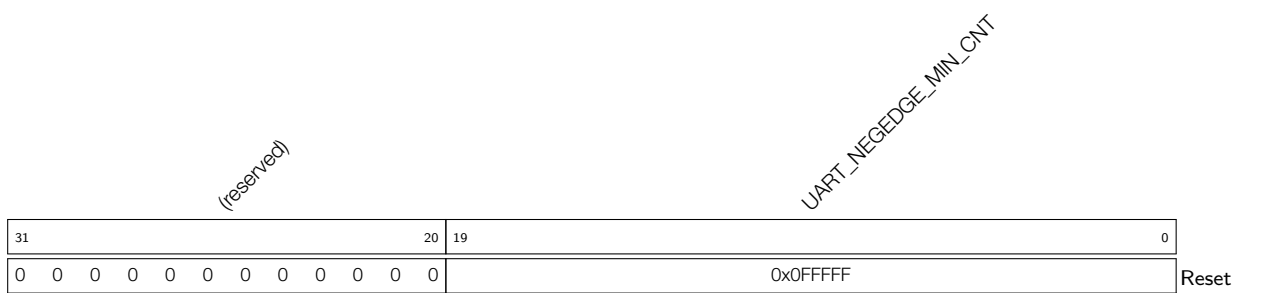 (reserved)
UART_NEGEDGE_MIN_CNT
31 20 19 0
0 0 0 0 0 0 0 0 0 0 0 0 0x0FFFFF Reset